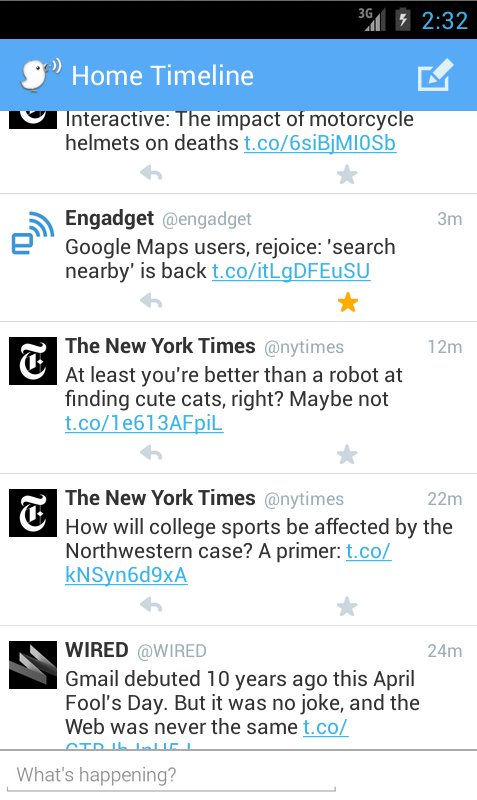 3G 2:32
Home Timeline
Interactive: The impact of motorcycle
helmets on deaths t.co/6siBjMI0Sb
Engadget @engadget 3m
Google Maps users, rejoice: 'search
nearby' is back t.co/itLgDFEuSU
The New York Times @nytimes 12m
At least you're better than a robot at
finding cute cats, right? Maybe not
t.co/1e613AFpiL
The New York Times @nytimes 22m
How will college sports be affected by the
Northwestern case? A primer: t.co/
kNSyn6d9xA
WIRED @WIRED 24m
Gmail debuted 10 years ago this April
Fool's Day. But it was no joke, and the
Web was never the same t.co/
What's happening?